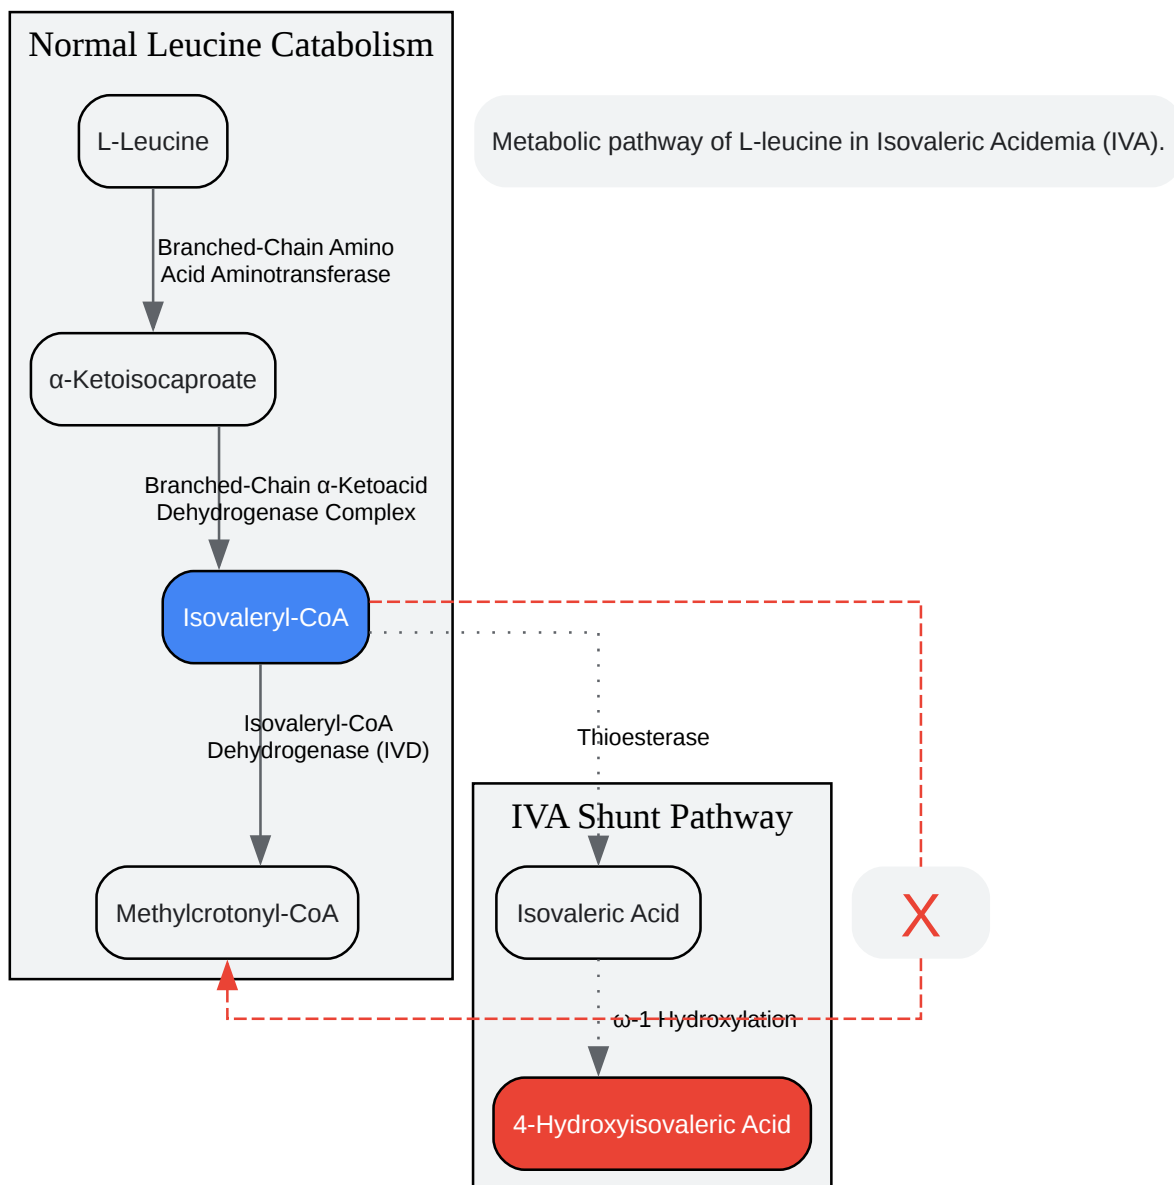 Normal Leucine Catabolism
L-Leucine
Metabolic pathway of L-leucine in Isovaleric Acidemia (IVA).
Branched-Chain Amino
Acid Aminotransferase
α-Ketoisocaproate
Branched-Chain α-Ketoacid
Dehydrogenase Complex
Isovaleryl-CoA
Isovaleryl-CoA
Dehydrogenase (IVD)
Thioesterase
IVA Shunt Pathway
Methylcrotonyl-CoA
Isovaleric Acid
X
ω-1 Hydroxylation
4-Hydroxyisovaleric Acid